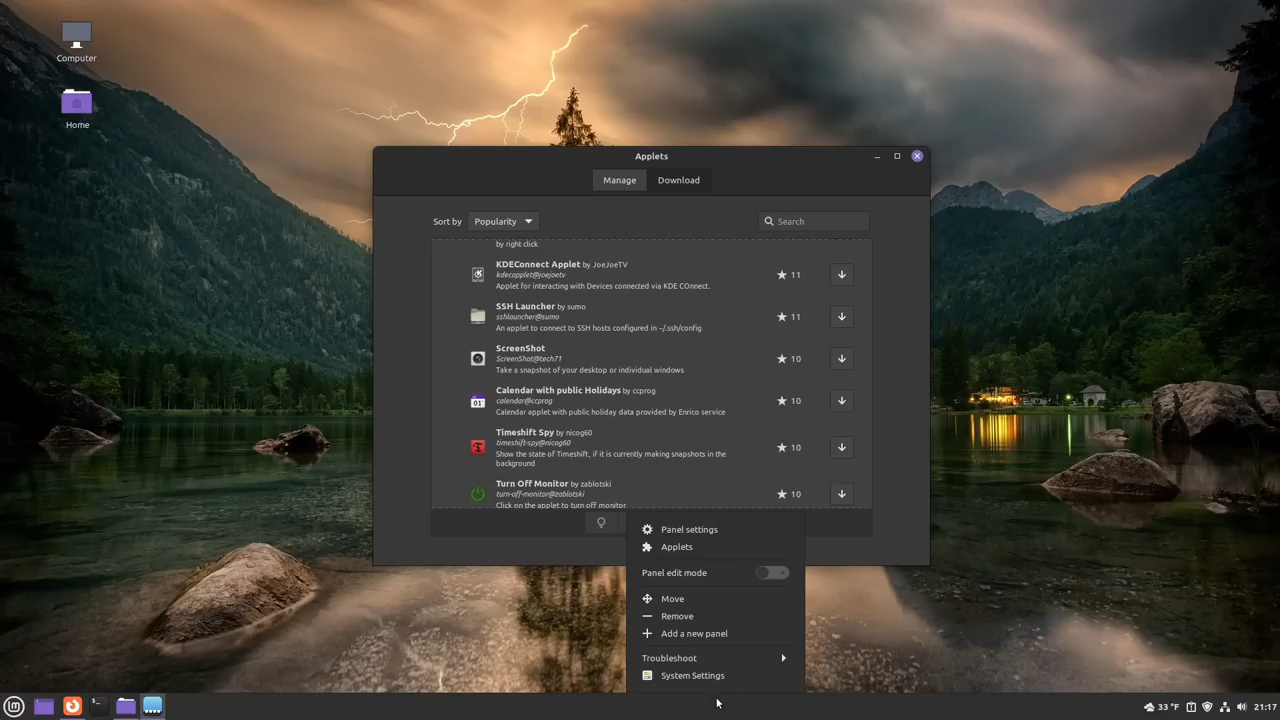 Computer
Home
Applets
Manage
Download
Sort by
Popularity
Search
by right click
KDEConnect Applet by JoeJoeTV
kdecapplet@joejoetv
Applet for interacting with Devices connected via KDE COnnect.
11
SSH Launcher by sumo
sshlauncher@sumo
An applet to connect to SSH hosts configured in ~/.ssh/config
11
ScreenShot
ScreenShot@tech71
Take a snapshot of your desktop or individual windows
10
Calendar with public Holidays by ccprog
calendar@ccprog
Calendar applet with public holiday data provided by Enrico service
10
01
Timeshift Spy by nicog60
timeshift-spy@nicog60
Show the state of Timeshift, if it is currently making snapshots in the
background
10
Turn Off Monitor by zablotski
turn-off-monitor@zablotski
Click on the applet to turn off monitor
10
Panel settings
Applets
Panel edit mode
Move
Remove
Add a new panel
Troubleshoot
System Settings
33 °F
21:17